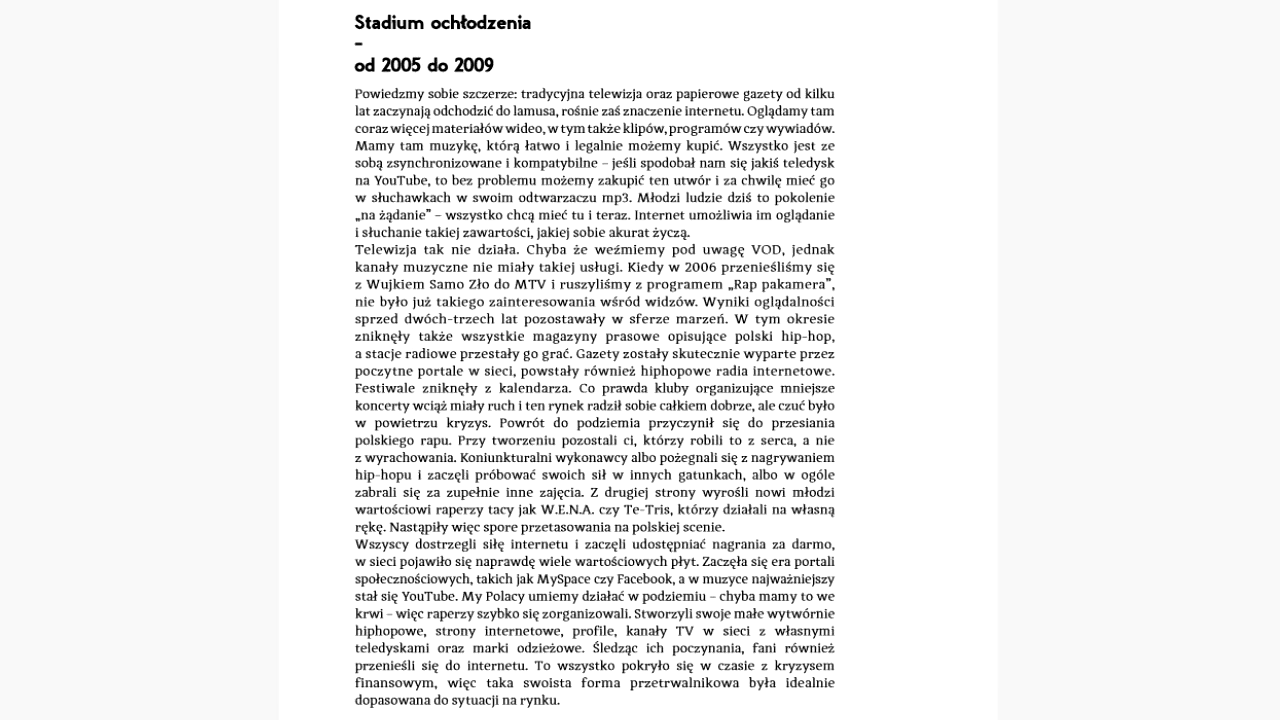 Stadium ochłodzenia
–
od 2005 do 2009
Powiedzmy sobie szczerze: tradycyjna telewizja oraz papierowe gazety od kilku
lat zaczynają odchodzić do lamusa, rośnie zaś znaczenie internetu. Oglądamy tam
coraz więcej materiałów wideo, w tym także klipów, programów czy wywiadów.
Mamy tam muzykę, którą łatwo i legalnie możemy kupić. Wszystko jest ze
sobą zsynchronizowane i kompatybilne – jeśli spodobał nam się jakiś teledysk
na YouTube, to bez problemu możemy zakupić ten utwór i za chwilę mieć go
w słuchawkach w swoim odtwarzaczu mp3. Młodzi ludzie dziś to pokolenie
„na żądanie” – wszystko chcą mieć tu i teraz. Internet umożliwia im oglądanie
i słuchanie takiej zawartości, jakiej sobie akurat życzą.
Telewizja tak nie działa. Chyba że weźmiemy pod uwagę VOD, jednak
kanały muzyczne nie miały takiej usługi. Kiedy w 2006 przenieśliśmy się
z Wujkiem Samo Zło do MTV i ruszyliśmy z programem „Rap pakamera”,
nie było już takiego zainteresowania wśród widzów. Wyniki oglądalności
sprzed dwóch-trzech lat pozostawały w sferze marzeń. W tym okresie
zniknęły także wszystkie magazyny prasowe opisujące polski hip-hop,
a stacje radiowe przestały go grać. Gazety zostały skutecznie wyparte przez
poczytne portale w sieci, powstały również hiphopowe radia internetowe.
Festiwale zniknęły z kalendarza. Co prawda kluby organizujące mniejsze
koncerty wciąż miały ruch i ten rynek radził sobie całkiem dobrze, ale czuć było
w powietrzu kryzys. Powrót do podziemia przyczynił się do przesiania
polskiego rapu. Przy tworzeniu pozostali ci, którzy robili to z serca, a nie
z wyrachowania. Koniunkturalni wykonawcy albo pożegnali się z nagrywaniem
hip-hopu i zaczęli próbować swoich sił w innych gatunkach, albo w ogóle
zabrali się za zupełnie inne zajęcia. Z drugiej strony wyrośli nowi młodzi
wartościowi raperzy tacy jak W.E.N.A. czy Te-Tris, którzy działali na własną
rękę. Nastąpiły więc spore przetasowania na polskiej scenie.
Wszyscy dostrzegli siłę internetu i zaczęli udostępniać nagrania za darmo,
w sieci pojawiło się naprawdę wiele wartościowych płyt. Zaczęła się era portali
społecznościowych, takich jak MySpace czy Facebook, a w muzyce najważniejszy
stał się YouTube. My Polacy umiemy działać w podziemiu – chyba mamy to we
krwi – więc raperzy szybko się zorganizowali. Stworzyli swoje małe wytwórnie
hiphopowe, strony internetowe, profile, kanały TV w sieci z własnymi
teledyskami oraz marki odzieżowe. Śledząc ich poczynania, fani również
przenieśli się do internetu. To wszystko pokryło się w czasie z kryzysem
finansowym, więc taka swoista forma przetrwalnikowa była idealnie
dopasowana do sytuacji na rynku.